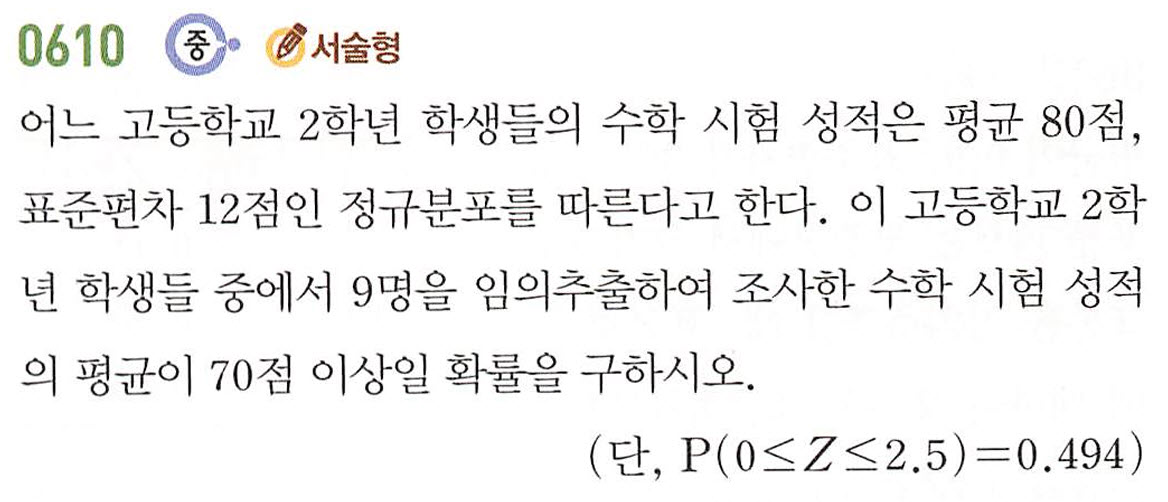 0610 중 서술형
어느 고등학교 2학년 학생들의 수학 시험 성적은 평균 80점,
표준편차 12점인 정규분포를 따른다고 한다. 이 고등학교 2학
년 학생들 중에서 9명을 임의추출하여 조사한 수학 시험 성적
의 평균이 70점 이상일 확률을 구하시오.
(단, P(0≤Z≤2.5)=0.494)